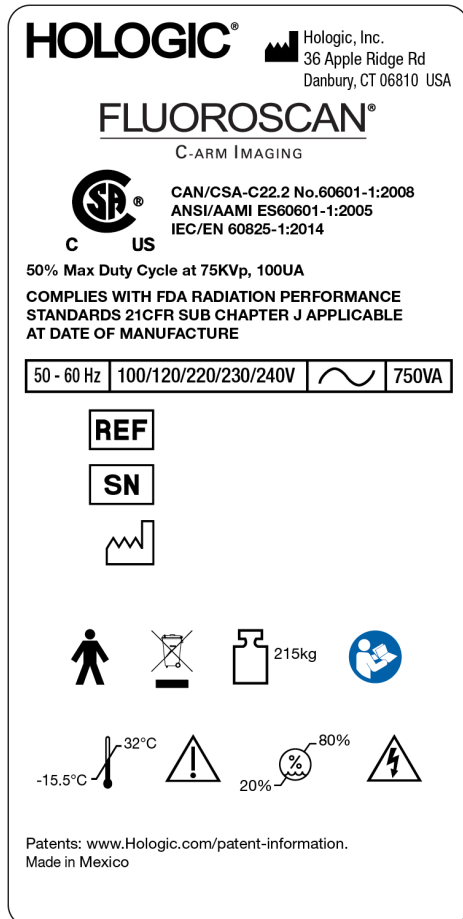 HOLOGIC®
Hologic, Inc.
36 Apple Ridge Rd
Danbury, CT 06810 USA
FLUOROSCAN®
C-ARM IMAGING
CSA ®
C US
CAN/CSA-C22.2 No.60601-1:2008
ANSI/AAMI ES60601-1:2005
IEC/EN 60825-1:2014
50% Max Duty Cycle at 75KVp, 100UA
COMPLIES WITH FDA RADIATION PERFORMANCE
STANDARDS 21CFR SUB CHAPTER J APPLICABLE
AT DATE OF MANUFACTURE
50 - 60 Hz 100/120/220/230/240V 750VA
REF
SN
215kg
-15.5°C 32°C
20% % 80%
Patents: www.Hologic.com/patent-information.
Made in Mexico